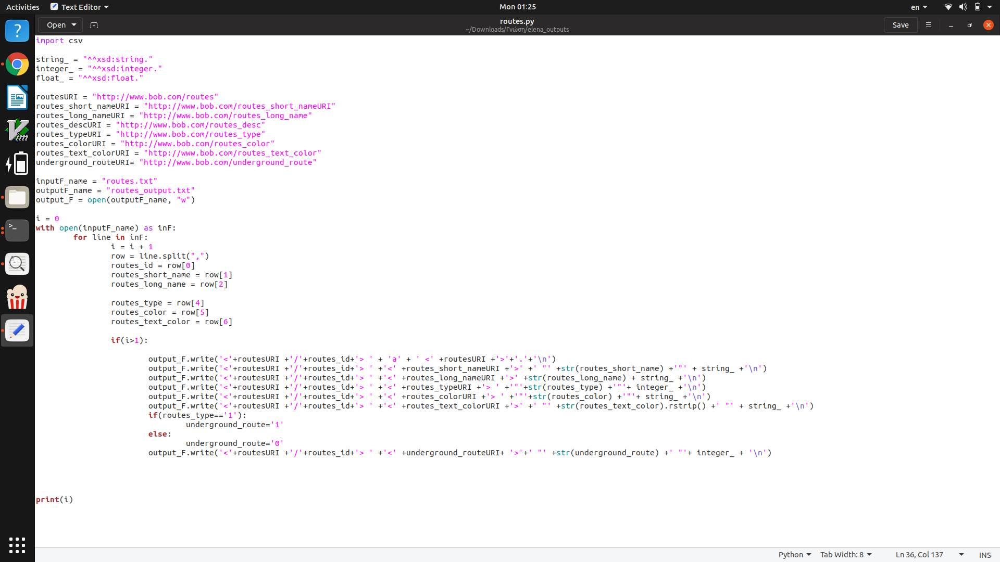 Activities Text Editor Mon 01:25 en
Open routes.py Save
~/Downloads/Γνώση/elena_outputs
import csv
string_ = "^^xsd:string."
integer_ = "^^xsd:integer."
float_ = "^^xsd:float."
routesURI = "http://www.bob.com/routes"
routes_short_nameURI = "http://www.bob.com/routes_short_nameURI"
routes_long_nameURI = "http://www.bob.com/routes_long_name"
routes_descURI = "http://www.bob.com/routes_desc"
routes_typeURI = "http://www.bob.com/routes_type"
routes_colorURI = "http://www.bob.com/routes_color"
routes_text_colorURI = "http://www.bob.com/routes_text_color"
underground_routeURI= "http://www.bob.com/underground_route"
inputF_name = "routes.txt"
outputF_name = "routes_output.txt"
output_F = open(outputF_name, "w")
i = 0
with open(inputF_name) as inF:
for line in inF:
i = i + 1
row = line.split(",")
routes_id = row[0]
routes_short_name = row[1]
routes_long_name = row[2]
routes_type = row[4]
routes_color = row[5]
routes_text_color = row[6]
if(i>1):
output_F.write('<'+routesURI +'/'+routes_id+'> ' + 'a' + ' <' +routesURI +'>'+'.'+'\n')
output_F.write('<'+routesURI +'/'+routes_id+'> ' +'<' +routes_short_nameURI +'>' +' "' +str(routes_short_name) +'"' + string_ +'\n')
output_F.write('<'+routesURI +'/'+routes_id+'> ' +'<' +routes_long_nameURI +'>' +str(routes_long_name) + string_ +'\n')
output_F.write('<'+routesURI +'/'+routes_id+'> ' +'<' +routes_typeURI +'> ' +'"'+str(routes_type) +'"'+ integer_ +'\n')
output_F.write('<'+routesURI +'/'+routes_id+'> ' +'<' +routes_colorURI +'> ' +'"'+str(routes_color) +'"'+ string_ +'\n')
output_F.write('<'+routesURI +'/'+routes_id+'> ' +'<' +routes_text_colorURI +'>' +' "' +str(routes_text_color).rstrip() +' "' + string_ +'\n')
if(routes_type=='1'):
underground_route='1'
else:
underground_route='0'
output_F.write('<'+routesURI +'/'+routes_id+'> ' +'<' +underground_routeURI+ '>'+' "' +str(underground_route) +' "'+ integer_ + '\n')
print(i)
Python Tab Width: 8 Ln 36, Col 137 INS